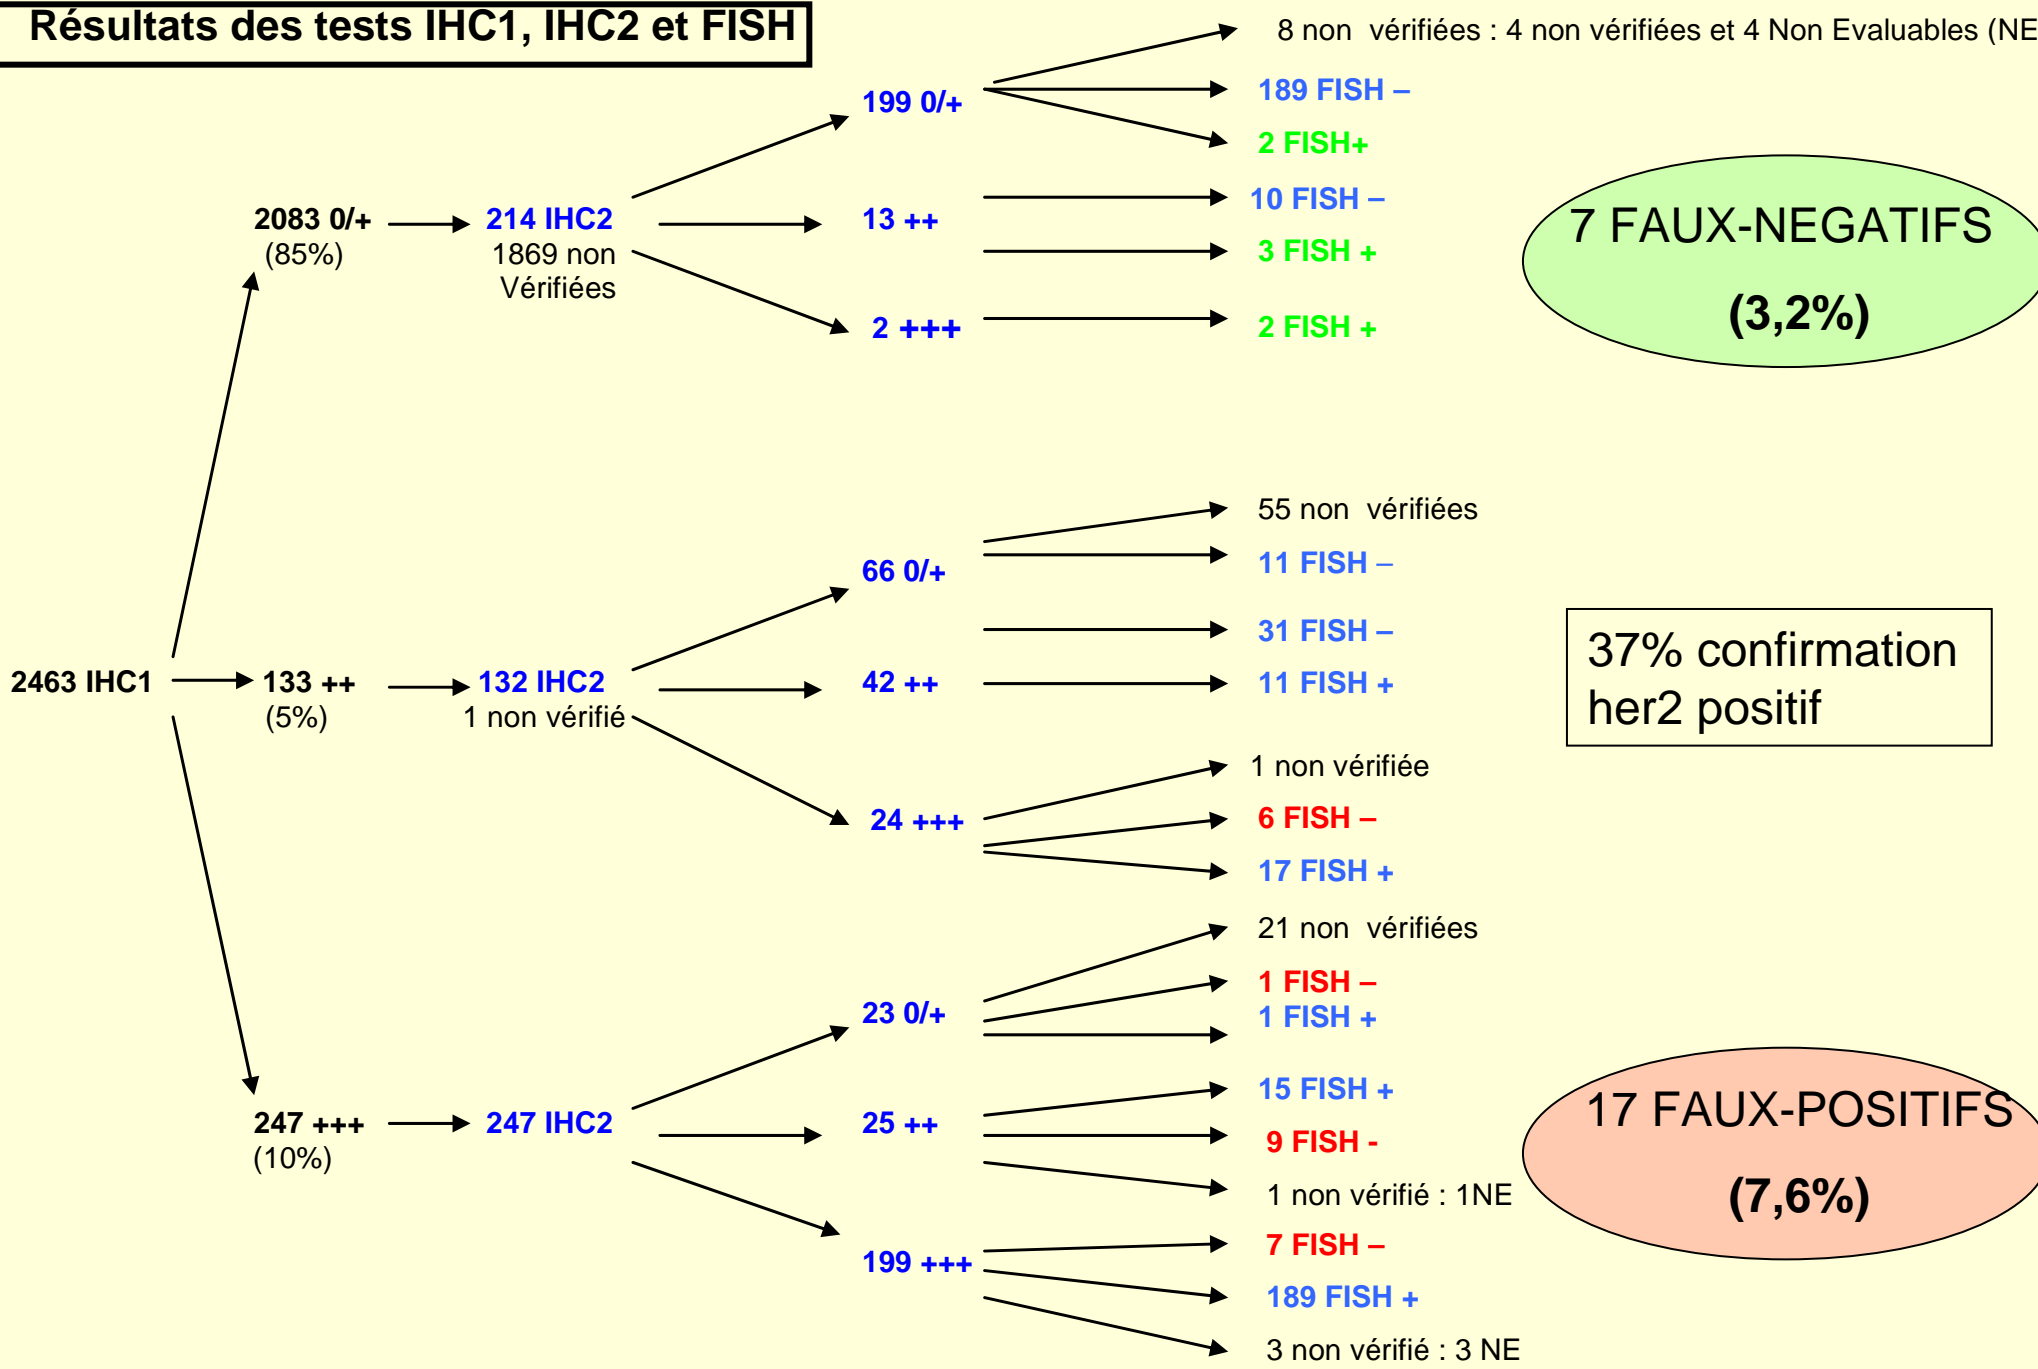 Résultats des tests IHC1, IHC2 et FISH
8 non vérifiées : 4 non vérifiées et 4 Non Evaluables (NE
199 0/+
189 FISH –
2 FISH+
2083 0/+
(85%)
214 IHC2
1869 non
Vérifiées
13 ++
10 FISH –
3 FISH +
2 +++
2 FISH +
7 FAUX-NEGATIFS
(3,2%)
55 non vérifiées
66 0/+
11 FISH –
31 FISH –
2463 IHC1
133 ++
(5%)
132 IHC2
1 non vérifié
42 ++
11 FISH +
37% confirmation
her2 positif
1 non vérifiée
24 +++
6 FISH –
17 FISH +
21 non vérifiées
23 0/+
1 FISH –
1 FISH +
247 +++
(10%)
247 IHC2
25 ++
15 FISH +
9 FISH -
1 non vérifié : 1NE
17 FAUX-POSITIFS
(7,6%)
199 +++
7 FISH –
189 FISH +
3 non vérifié : 3 NE